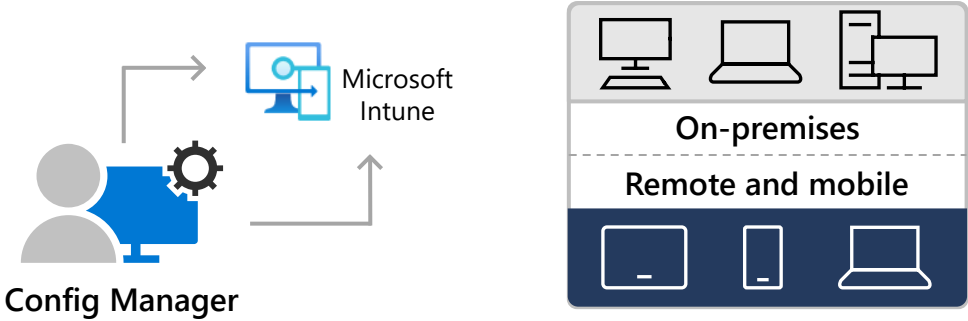 Microsoft
Intune
Config Manager
On-premises
Remote and mobile